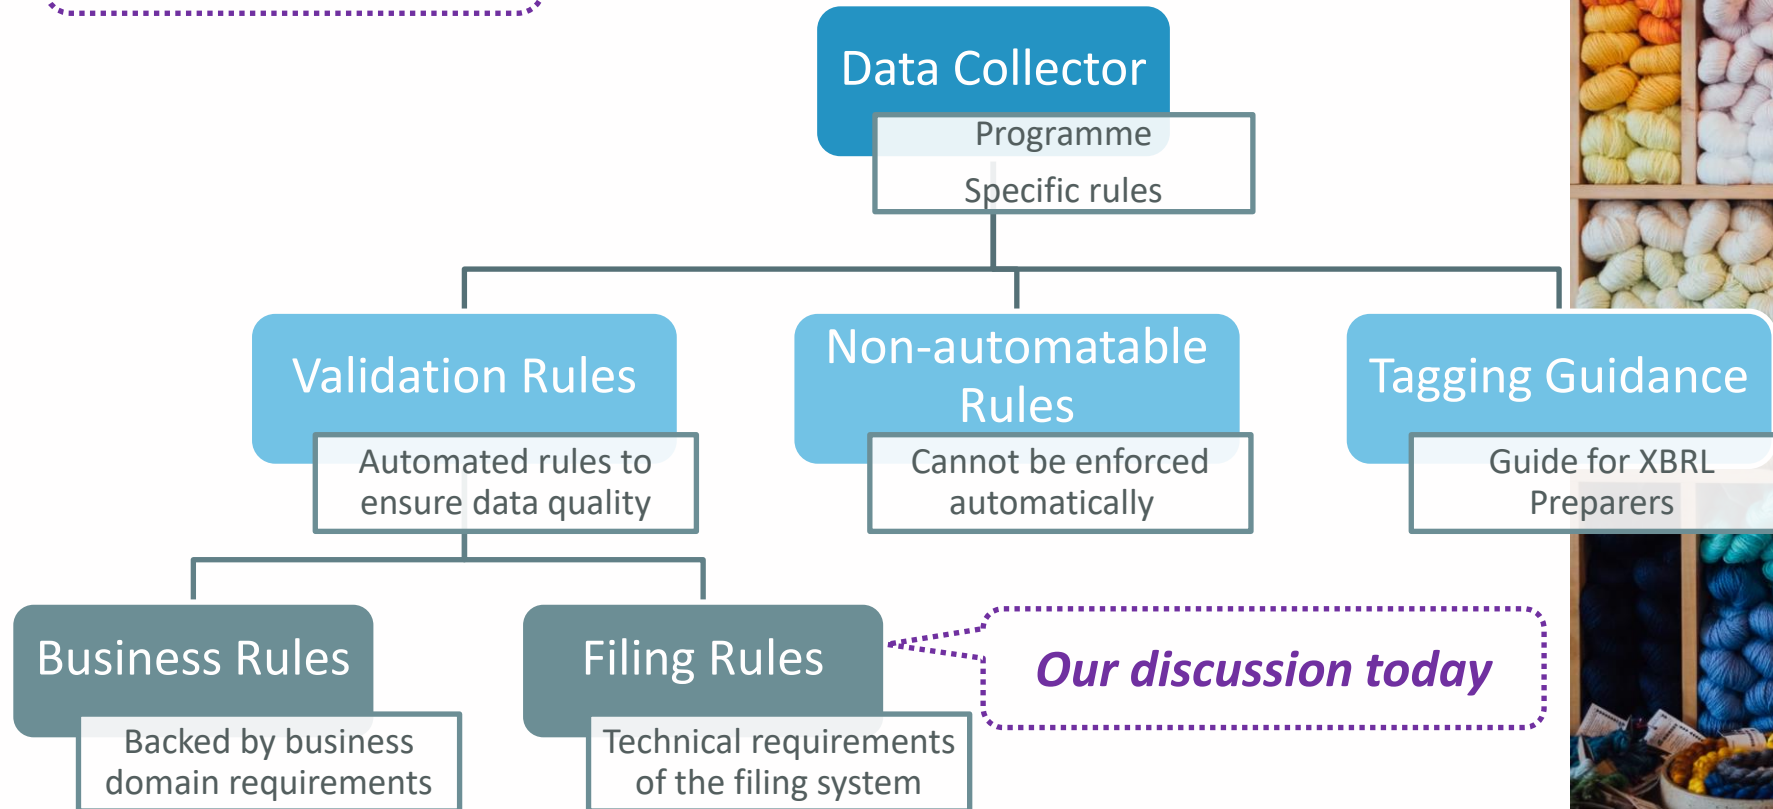 Data Collector
Programme
Specific rules
Validation Rules
Automated rules to
ensure data quality
Non-automatable
Rules
Cannot be enforced
automatically
Tagging Guidance
Guide for XBRL
Preparers
Business Rules
Backed by business
domain requirements
Filing Rules
Technical requirements
of the filing system
Our discussion today